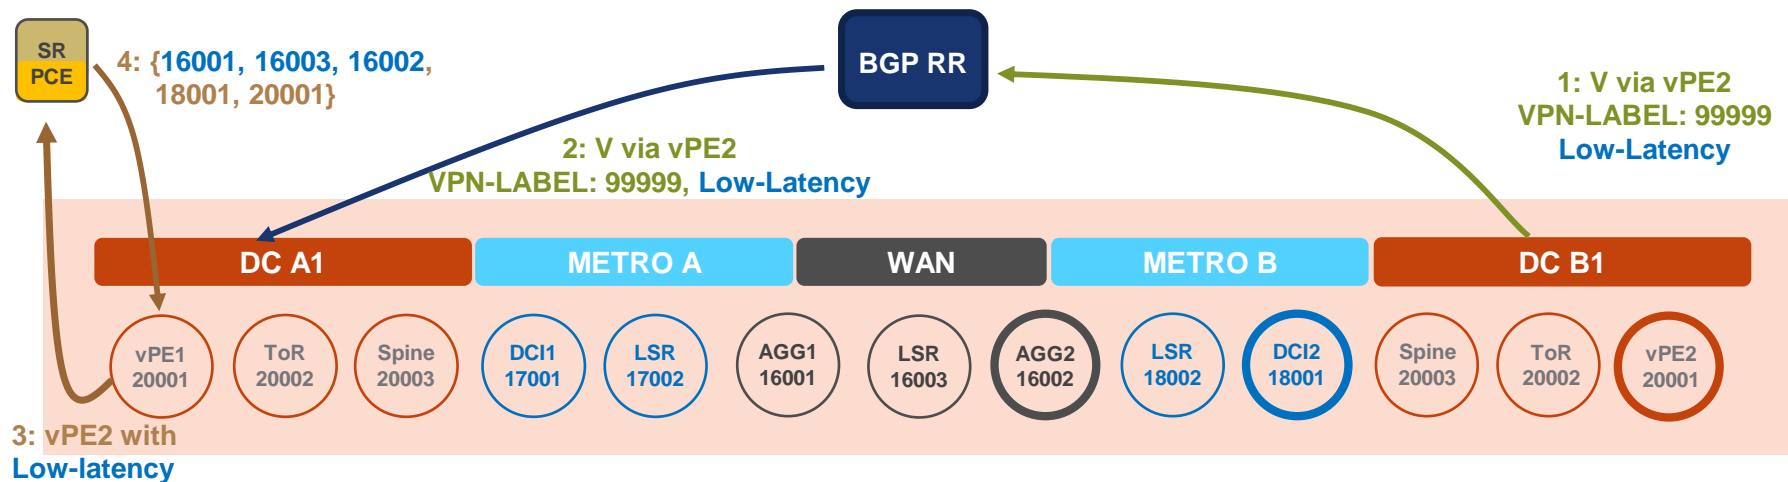 SR
PCE
4: {16001, 16003, 16002,
18001, 20001}
BGP RR
1: V via vPE2
VPN-LABEL: 99999
Low-Latency
2: V via vPE2
VPN-LABEL: 99999, Low-Latency
DC A1
METRO A
WAN
METRO B
DC B1
vPE1
20001
ToR
20002
Spine
20003
DCI1
17001
LSR
17002
AGG1
16001
LSR
16003
AGG2
16002
LSR
18002
DCI2
18001
Spine
20003
ToR
20002
vPE2
20001
3: vPE2 with
Low-latency